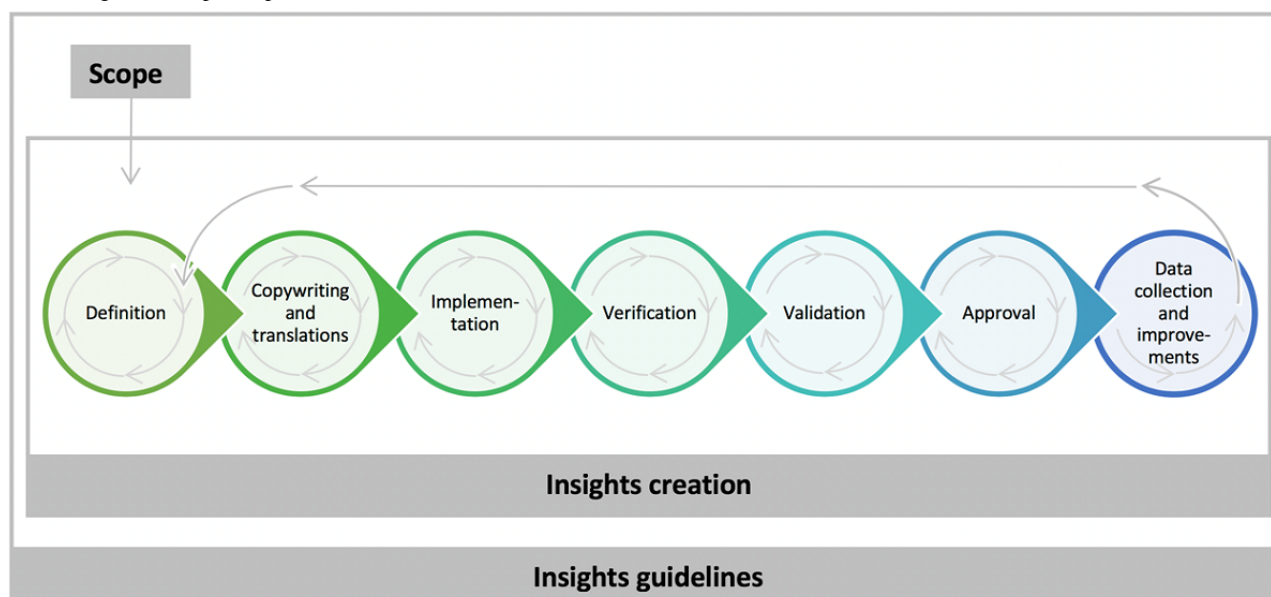 Scope
Definition
Copywriting
and
translations
Implemen-
tation
Verification
Validation
Approval
Data
collection
and
improve-
ments
Insights creation
Insights guidelines